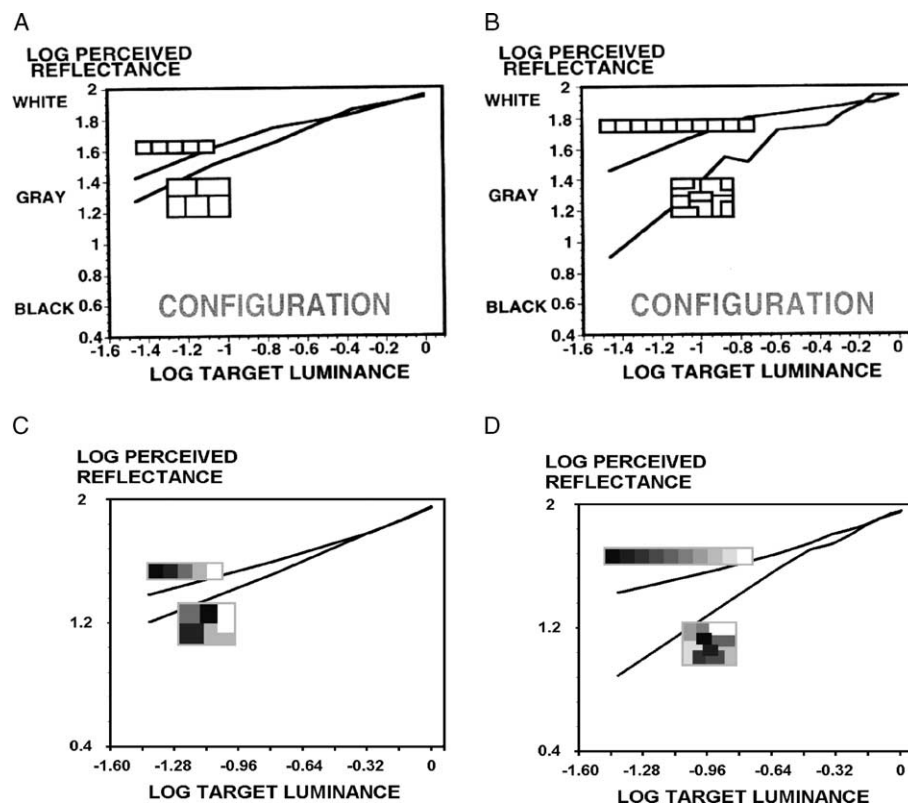 A
LOG PERCEIVED
REFLECTANCE
WHITE
GRAY
BLACK
2
1.8
1.6
1.4
1.2
1
0.8
0.6
0.4
CONFIGURATION
-1.6 -1.4 -1.2 -1 -0.8 -0.6 -0.4 -0.2 0
LOG TARGET LUMINANCE
B
LOG PERCEIVED
REFLECTANCE
WHITE
GRAY
BLACK
2
1.8
1.6
1.4
1.2
1
0.8
0.6
0.4
CONFIGURATION
-1.6 -1.4 -1.2 -1 -0.8 -0.6 -0.4 -0.2 0
LOG TARGET LUMINANCE
C
LOG PERCEIVED
REFLECTANCE
2
1.2
0.4
-1.60 -1.28 -0.96 -0.64 -0.32 0
LOG TARGET LUMINANCE
D
LOG PERCEIVED
REFLECTANCE
2
1.2
0.4
-1.60 -1.28 -0.96 -0.64 -0.32 0
LOG TARGET LUMINANCE